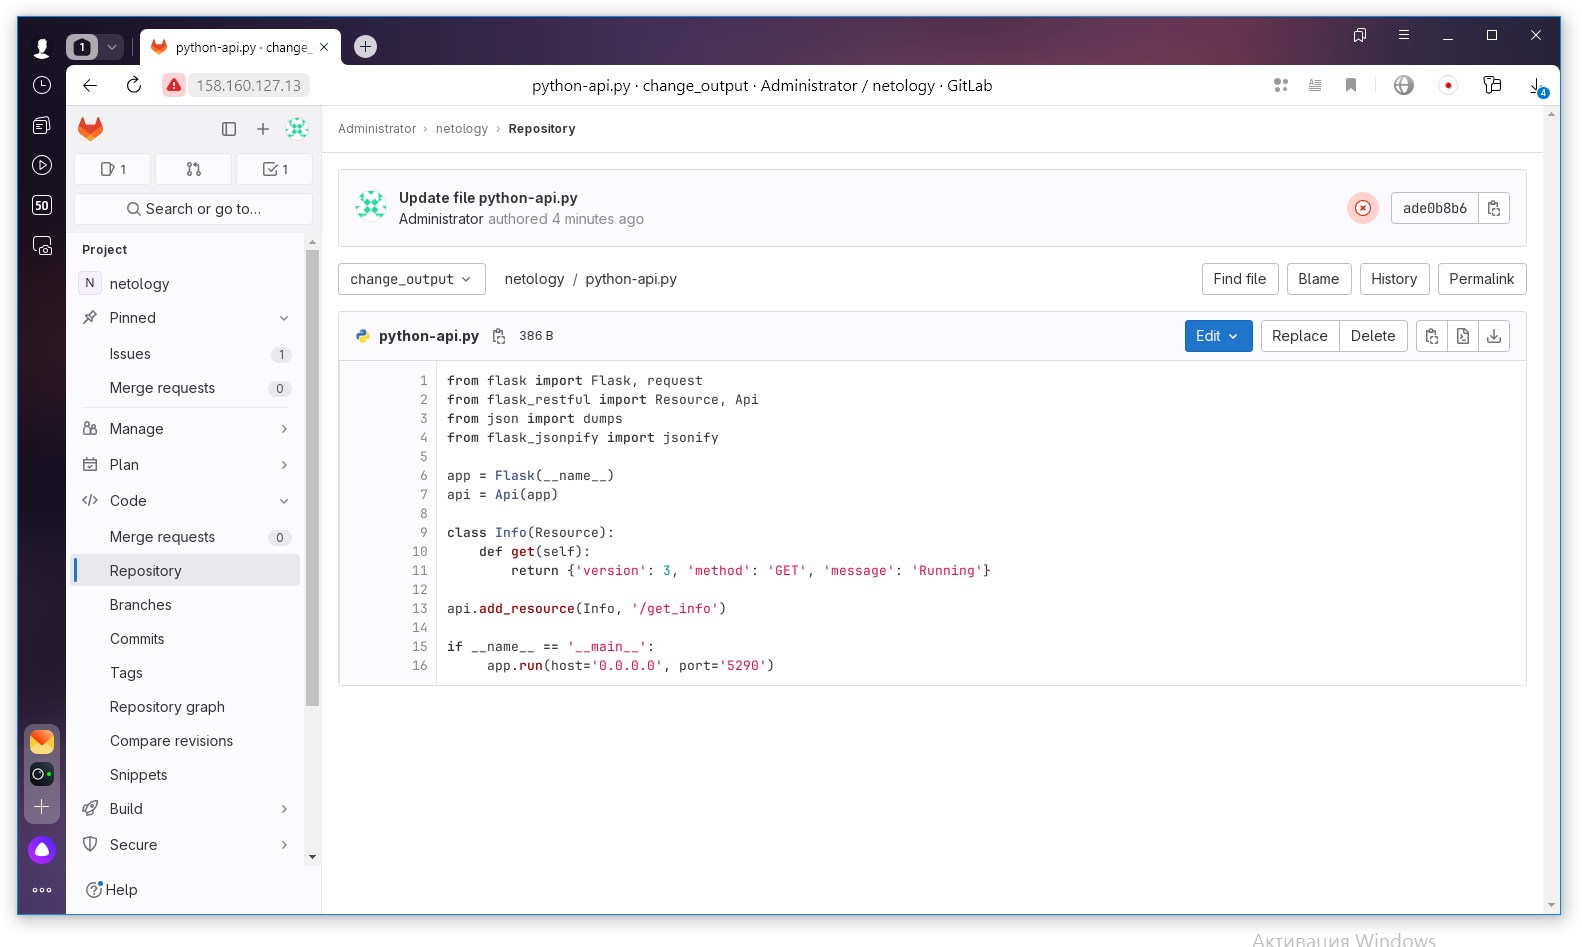 1
python-api.py · change_
158.160.127.13
python-api.py · change_output · Administrator / netology · GitLab
4
50
1
1
Search or go to…
Project
N netology
Pinned
Issues 1
Merge requests 0
Manage
Plan
Code
Merge requests 0
Repository
Branches
Commits
Tags
Repository graph
Compare revisions
Snippets
Build
Secure
Help
Administrator › netology › Repository
Update file python-api.py
Administrator authored 4 minutes ago
ade0b8b6
change_output
netology / python-api.py
Find file
Blame
History
Permalink
python-api.py 386 B
Edit
Replace
Delete
1 from flask import Flask, request
2 from flask_restful import Resource, Api
3 from json import dumps
4 from flask_jsonpify import jsonify
5
6 app = Flask(__name__)
7 api = Api(app)
8
9 class Info(Resource):
10     def get(self):
11         return {'version': 3, 'method': 'GET', 'message': 'Running'}
12
13 api.add_resource(Info, '/get_info')
14
15 if __name__ == '__main__':
16      app.run(host='0.0.0.0', port='5290')
Активация Windows